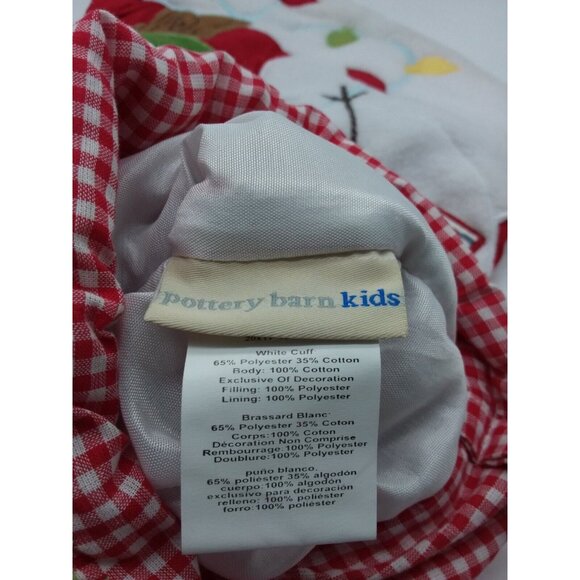 pottery barn kids
White Cuff
65% Polyester 35% Cotton
Body: 100% Cotton
Exclusive Of Decoration
Filling: 100% Polyester
Lining: 100% Polyester
Brassard Blanc:
65% Polyester 35% Coton
Corps:100% Coton
Décoration Non Comprise
Rembourrage:100% Polyester
Doublure: 100% Polyester
puño blanco.
65% poliéster 35% algodón
cuerpo:100% algodón
exclusivo para decoración
relleno: 100% poliéster
forro:100% poliéster